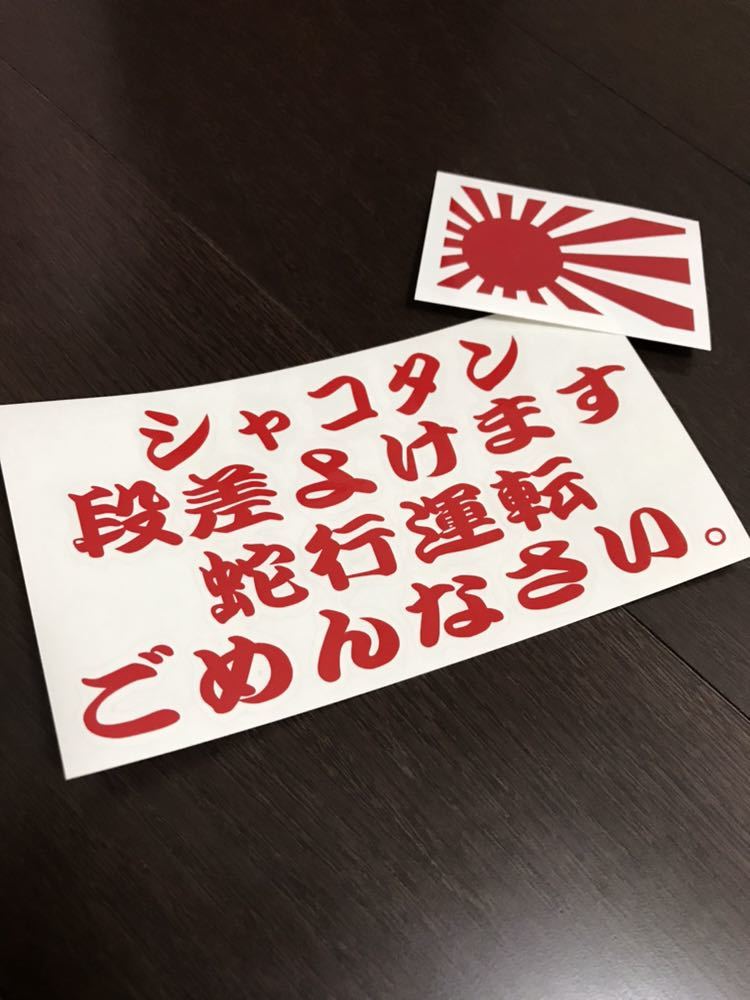 シャコタン
段差よけます
蛇行運転
ごめんなさい。